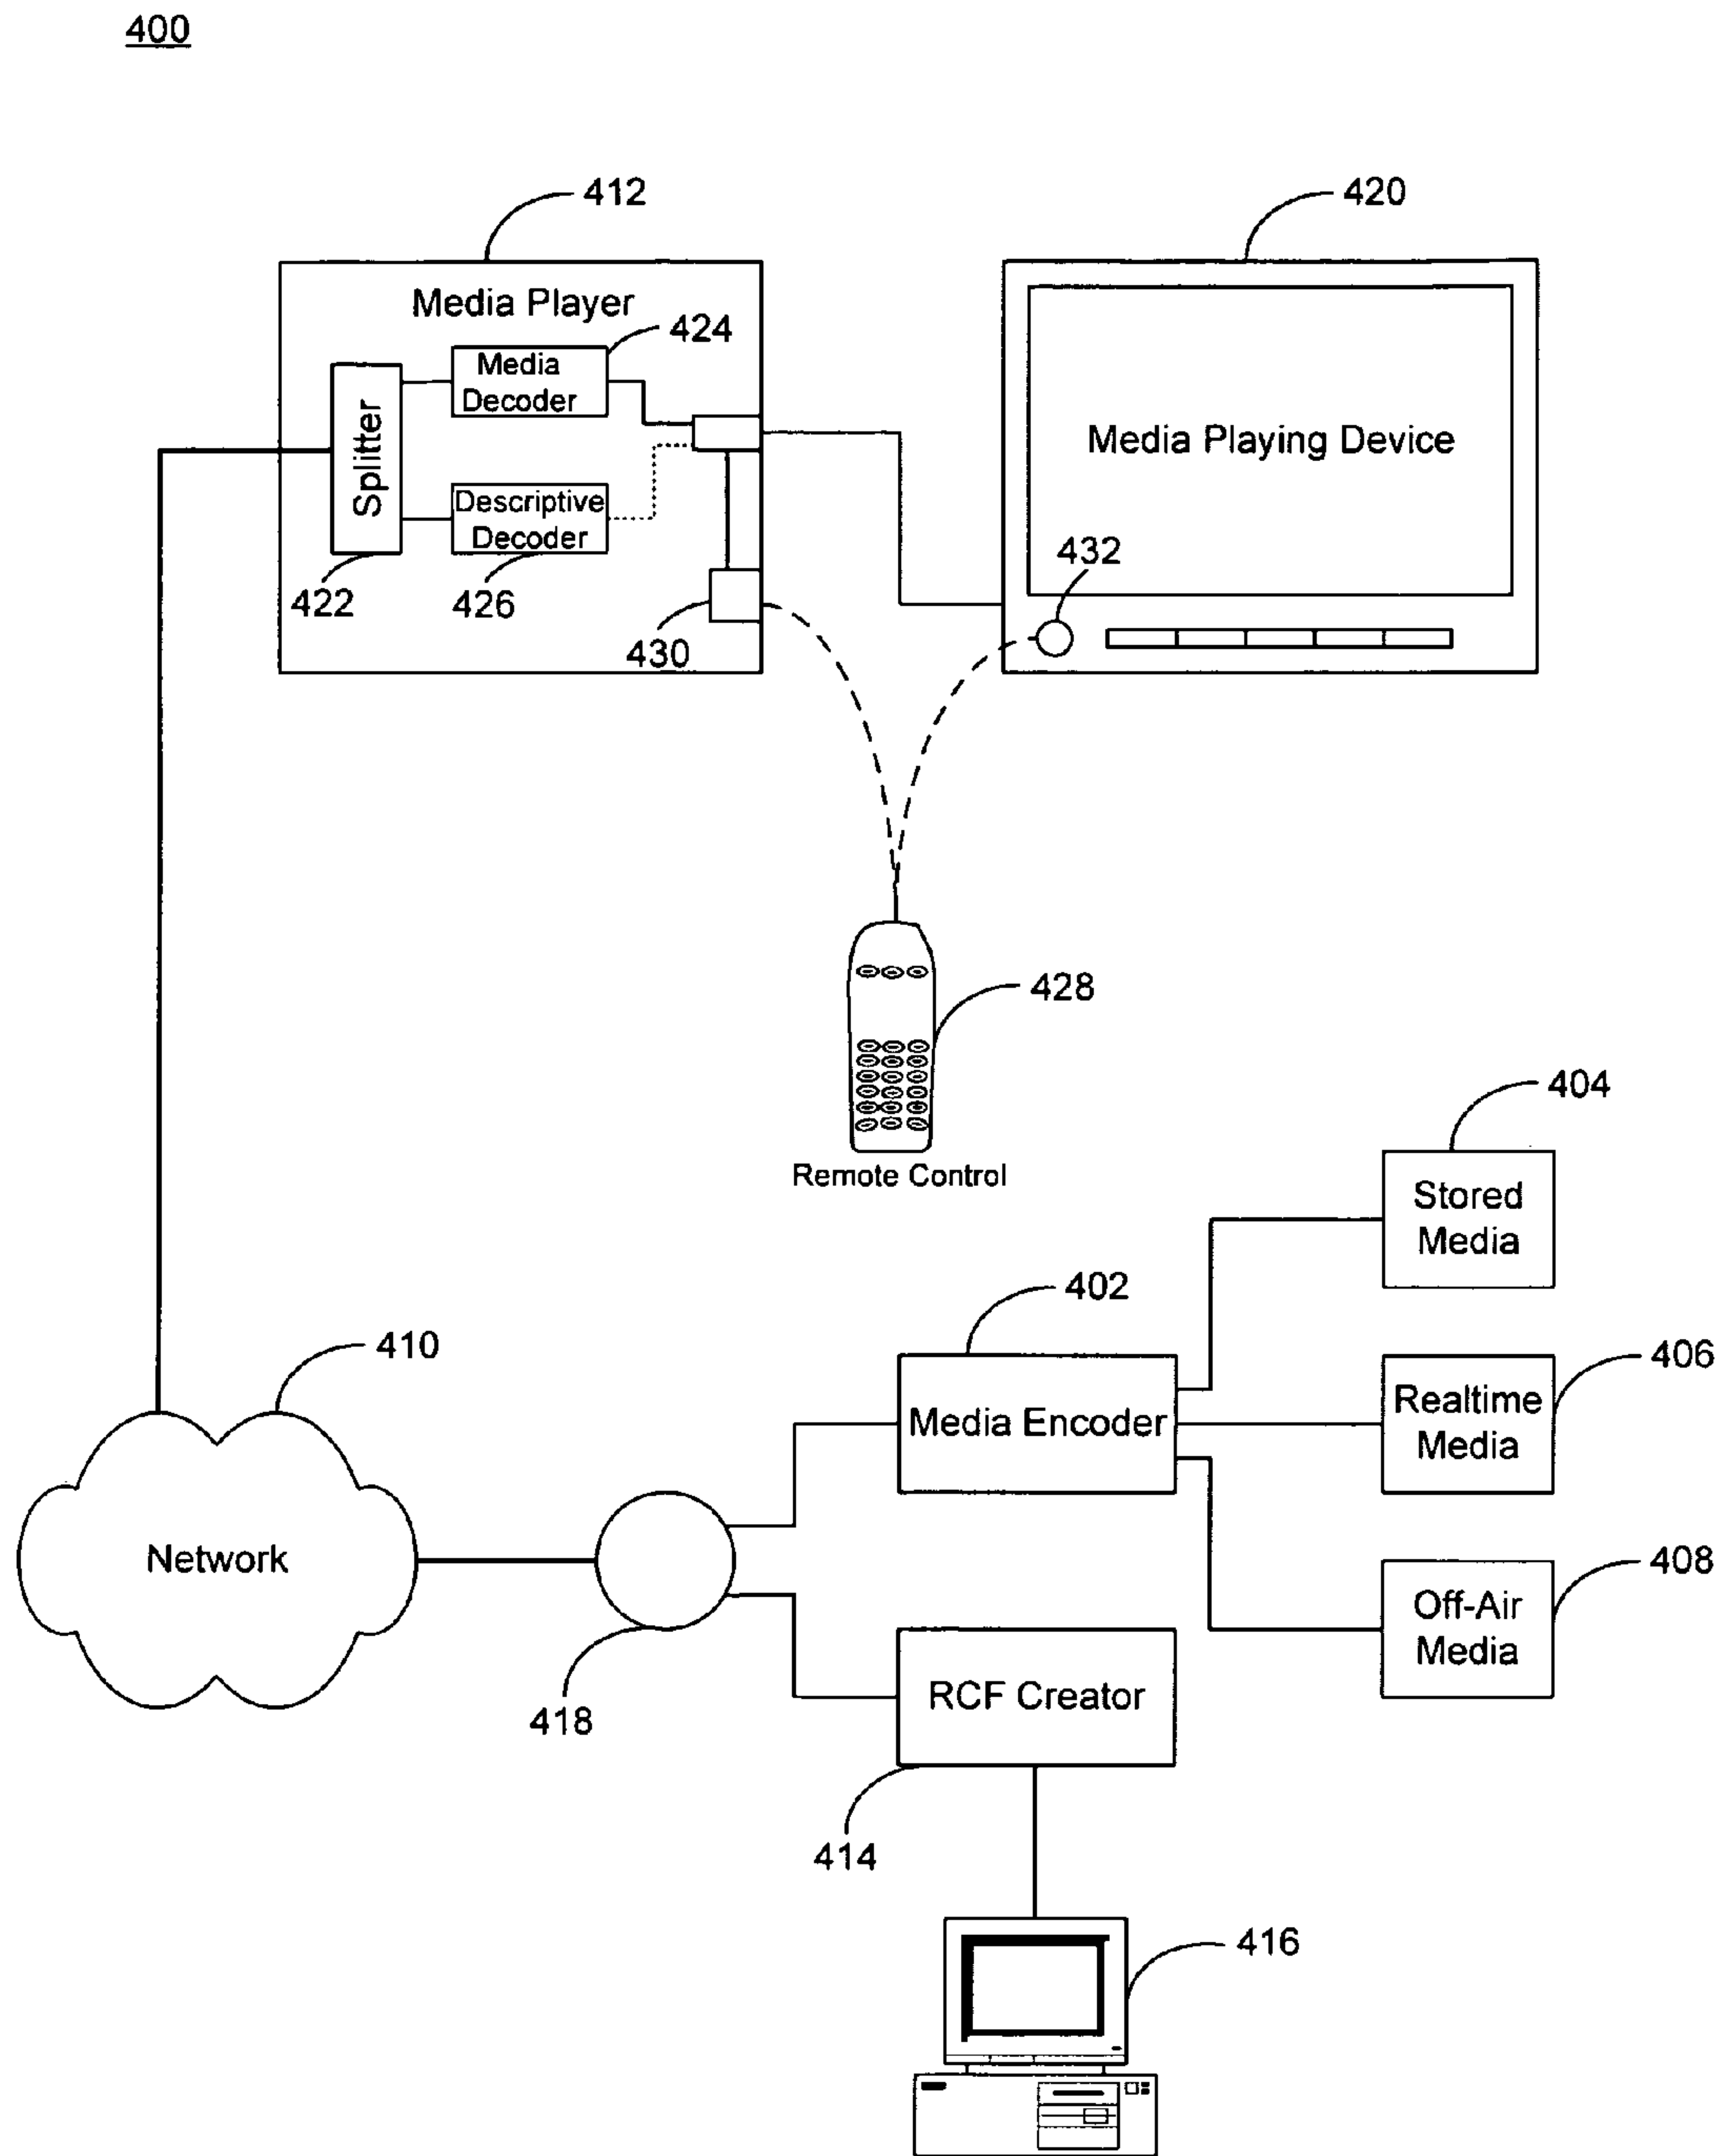 400
412
420
Media Player
424
Media
Decoder
Splitter
Descriptive
Decoder
422
426
430
Media Playing Device
432
428
Remote Control
404
Stored
Media
402
410
Media Encoder
406
Realtime
Media
Network
408
Off-Air
Media
418
RCF Creator
414
416